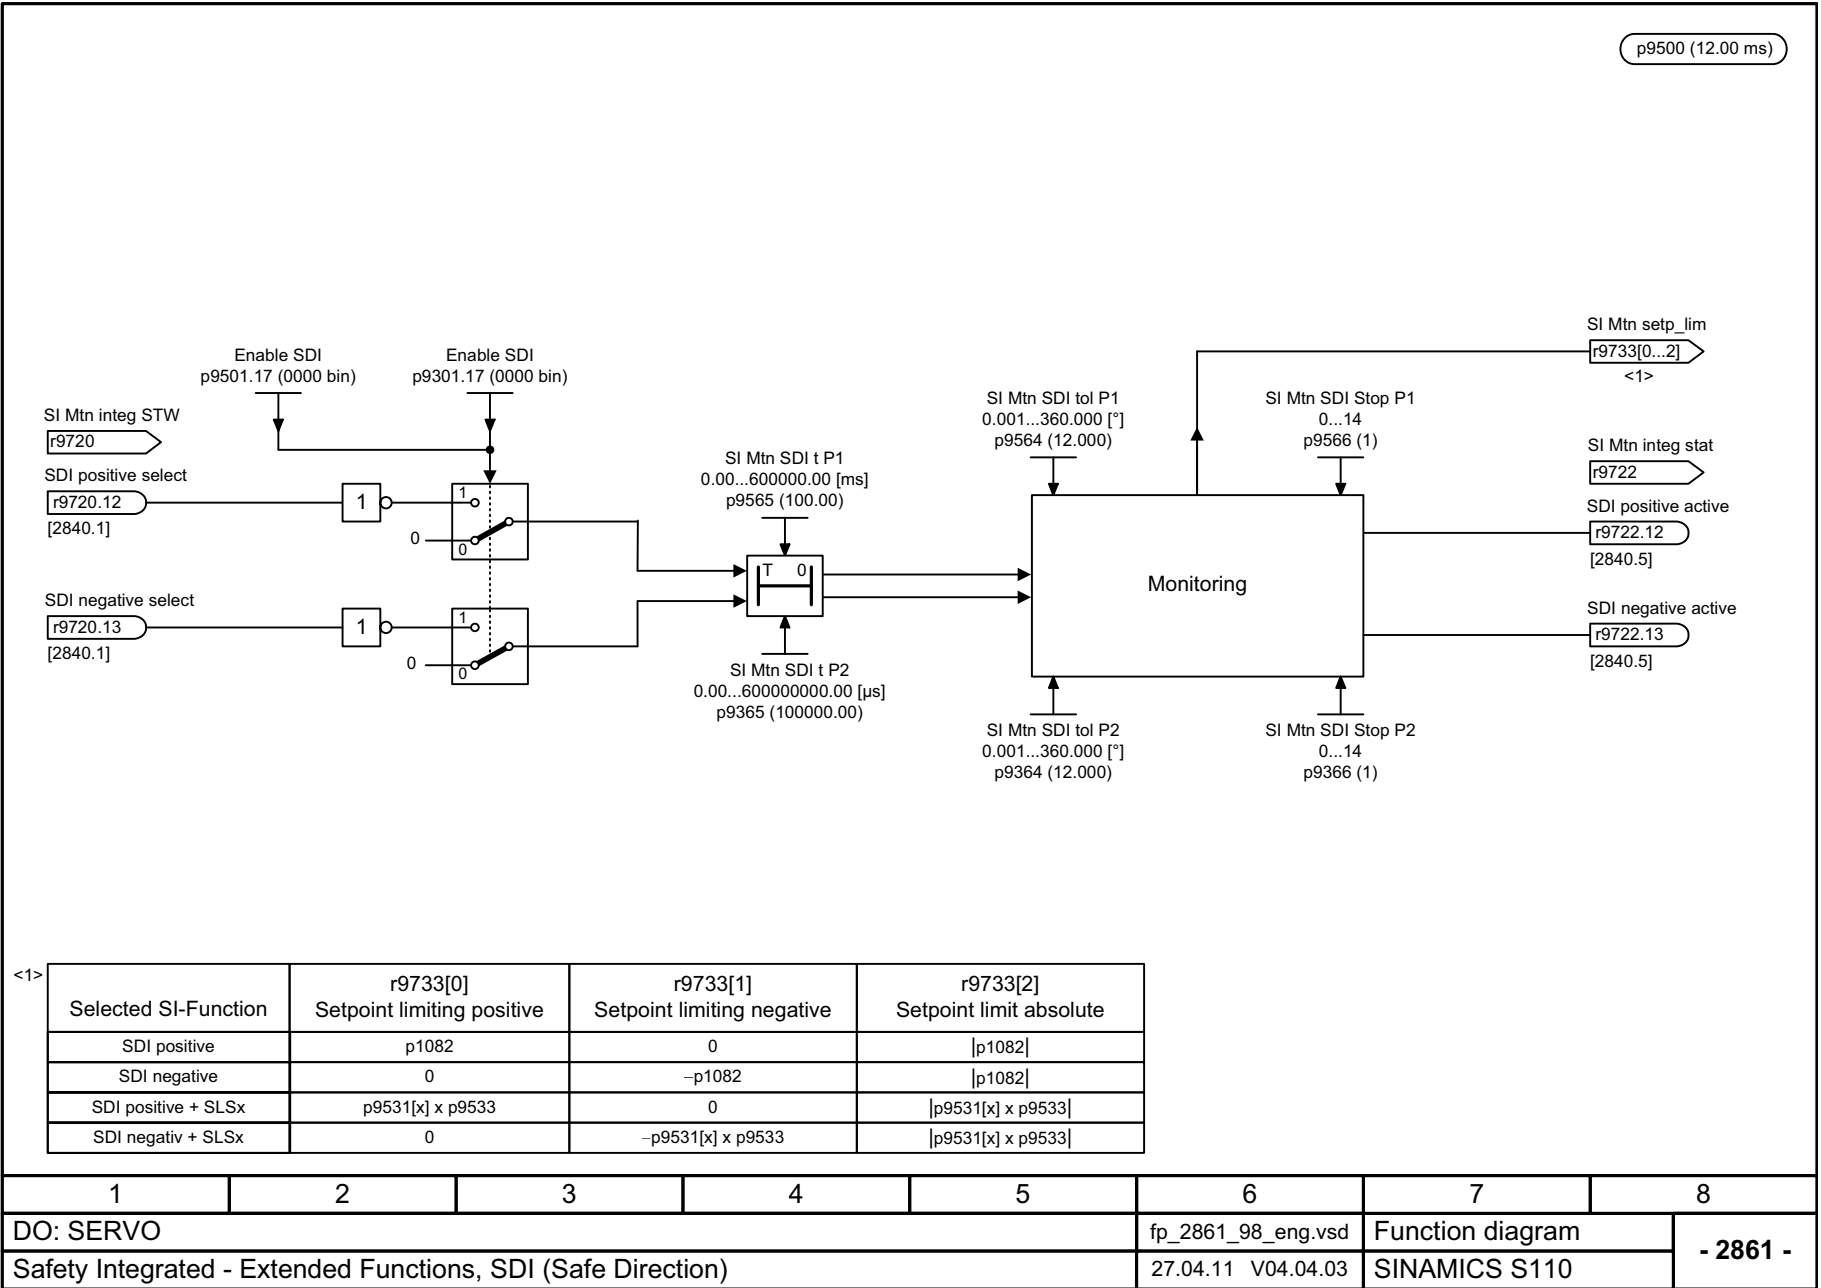 p9500 (12.00 ms)
SI Mtn setp_lim
r9733[0...2]
<1>
Enable SDI
p9501.17 (0000 bin)
Enable SDI
p9301.17 (0000 bin)
SI Mtn integ STW
r9720
SDI positive select
r9720.12
[2840.1]
1
1
0
0
SDI negative select
r9720.13
[2840.1]
1
1
0
0
SI Mtn SDI t P1
0.00...600000.00 [ms]
p9565 (100.00)
T 0
SI Mtn SDI t P2
0.00...600000000.00 [µs]
p9365 (100000.00)
SI Mtn SDI tol P1
0.001...360.000 [°]
p9564 (12.000)
SI Mtn SDI Stop P1
0...14
p9566 (1)
Monitoring
SI Mtn SDI tol P2
0.001...360.000 [°]
p9364 (12.000)
SI Mtn SDI Stop P2
0...14
p9366 (1)
SI Mtn integ stat
r9722
SDI positive active
r9722.12
[2840.5]
SDI negative active
r9722.13
[2840.5]
<1>
Selected SI-Function
r9733[0]
Setpoint limiting positive
r9733[1]
Setpoint limiting negative
r9733[2]
Setpoint limit absolute
SDI positive p1082 0 |p1082|
SDI negative 0 –p1082 |p1082|
SDI positive + SLSx p9531[x] x p9533 0 |p9531[x] x p9533|
SDI negativ + SLSx 0 –p9531[x] x p9533 |p9531[x] x p9533|
1 2 3 4 5 6 7 8
DO: SERVO fp_2861_98_eng.vsd Function diagram
- 2861 -
Safety Integrated - Extended Functions, SDI (Safe Direction) 27.04.11 V04.04.03 SINAMICS S110